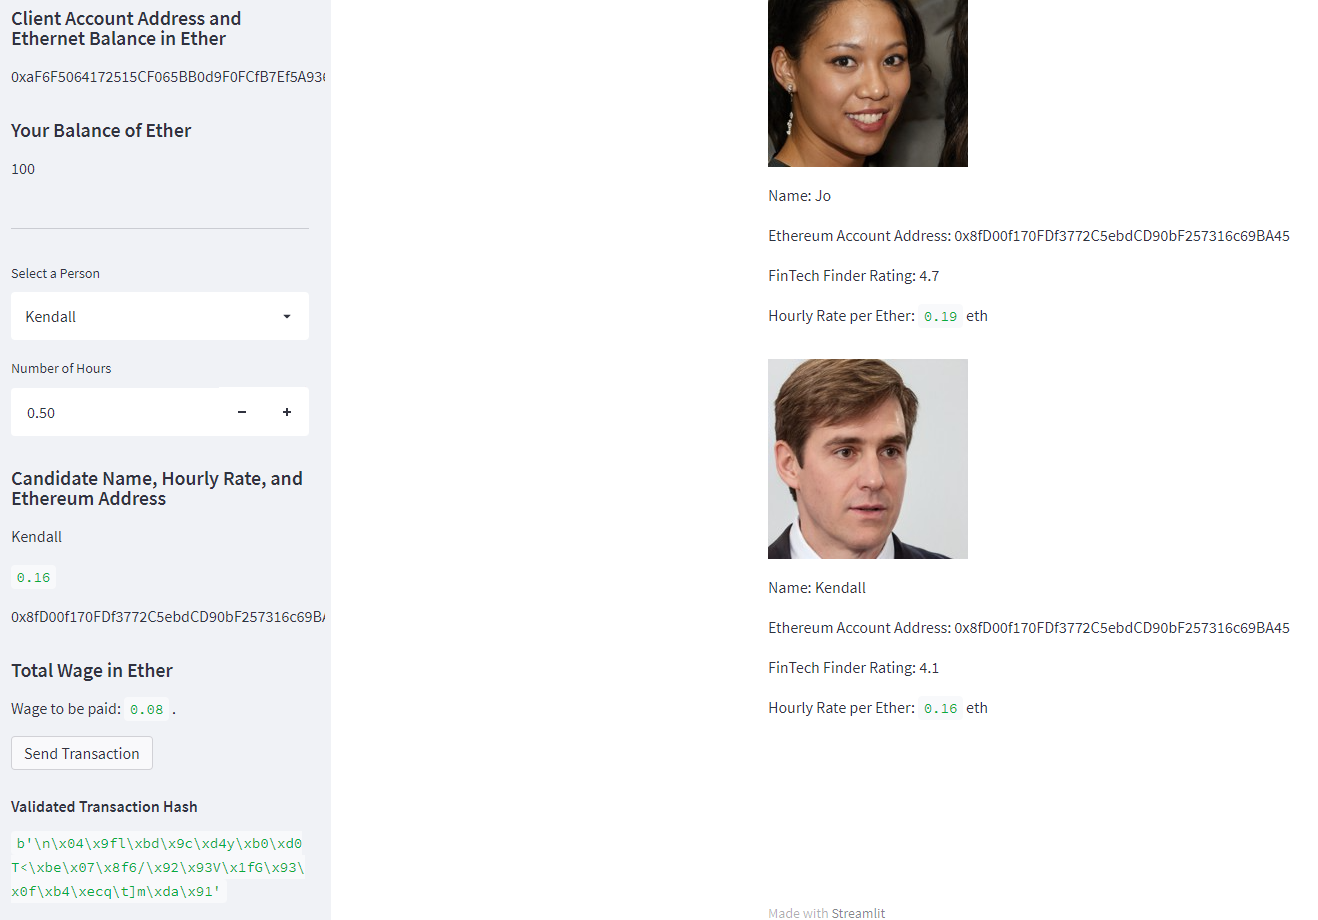 Client Account Address and
Ethernet Balance in Ether
0xaF6F5064172515CF065BB0d9F0FCfB7Ef5A936
Your Balance of Ether
100
Select a Person
Kendall
Number of Hours
0.50
Candidate Name, Hourly Rate, and
Ethereum Address
Kendall
0.16
0x8fD00f170FDf3772C5ebdCD90bF257316c69BA
Total Wage in Ether
Wage to be paid: 0.08 .
Send Transaction
Validated Transaction Hash
b'\n\x04\x9fl\xbd\x9c\xd4y\xb0\xd0
T<\xbe\x07\x8f6/\x92\x93V\x1fG\x93\
x0f\xb4\xecq\t]m\xda\x91'
Name: Jo
Ethereum Account Address: 0x8fD00f170FDf3772C5ebdCD90bF257316c69BA45
FinTech Finder Rating: 4.7
Hourly Rate per Ether: 0.19 eth
Name: Kendall
Ethereum Account Address: 0x8fD00f170FDf3772C5ebdCD90bF257316c69BA45
FinTech Finder Rating: 4.1
Hourly Rate per Ether: 0.16 eth
Made with Streamlit